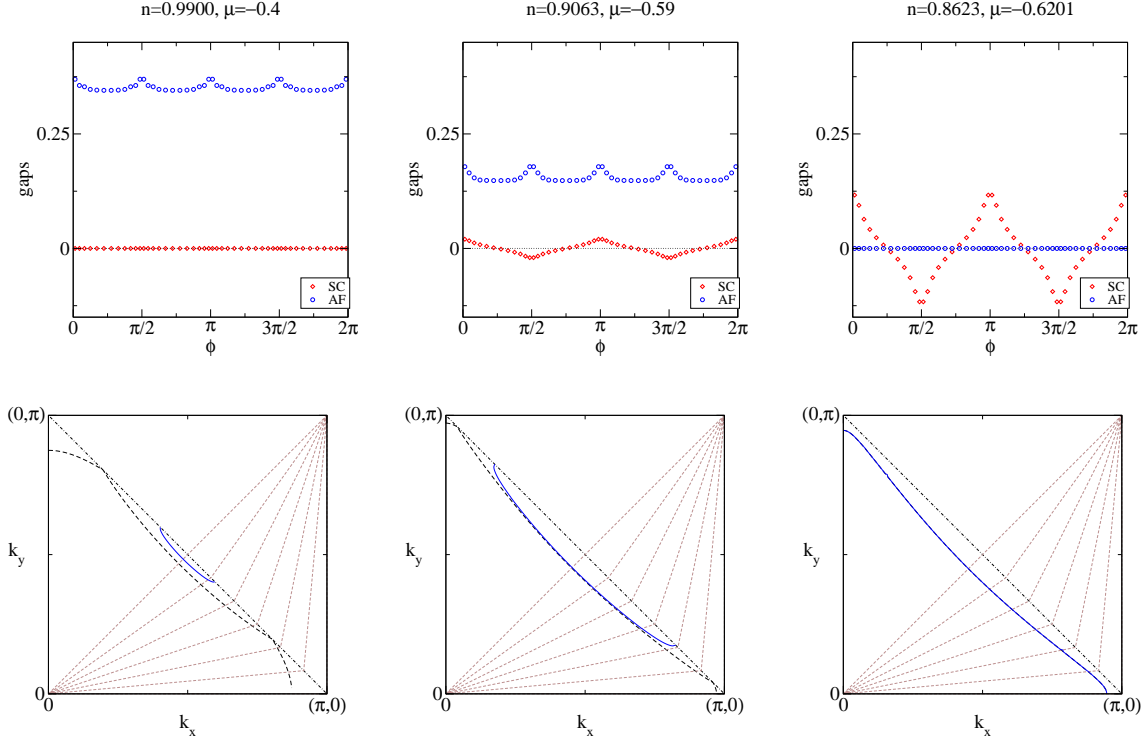 n=0.9900, μ=−0.4
n=0.9063, μ=−0.59
n=0.8623, μ=−0.6201
gaps
0.25
0
SC
AF
0
π/2
π
3π/2
2π
ϕ
gaps
0.25
0
SC
AF
0
π/2
π
3π/2
2π
ϕ
gaps
0.25
0
SC
AF
0
π/2
π
3π/2
2π
ϕ
(0,π)
k_y
0
0
(π,0)
k_x
(0,π)
k_y
0
0
(π,0)
k_x
(0,π)
k_y
0
0
(π,0)
k_x